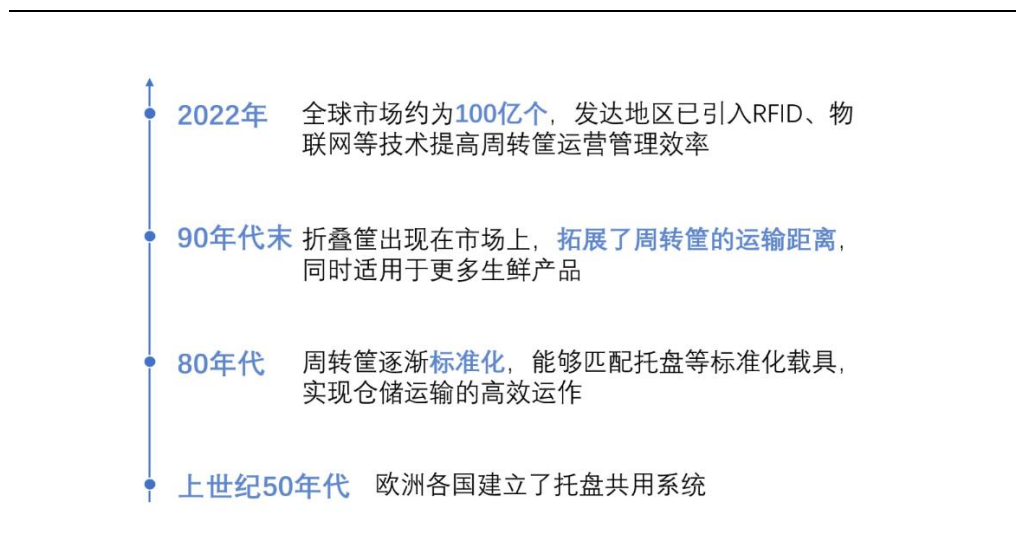 2022年 全球市场约为100亿个，发达地区已引入RFID、物
联网等技术提高周转筐运营管理效率
90年代末 折叠筐出现在市场上，拓展了周转筐的运输距离，
同时适用于更多生鲜产品
80年代 周转筐逐渐标准化，能够匹配托盘等标准化载具，
实现仓储运输的高效运作
上世纪50年代 欧洲各国建立了托盘共用系统